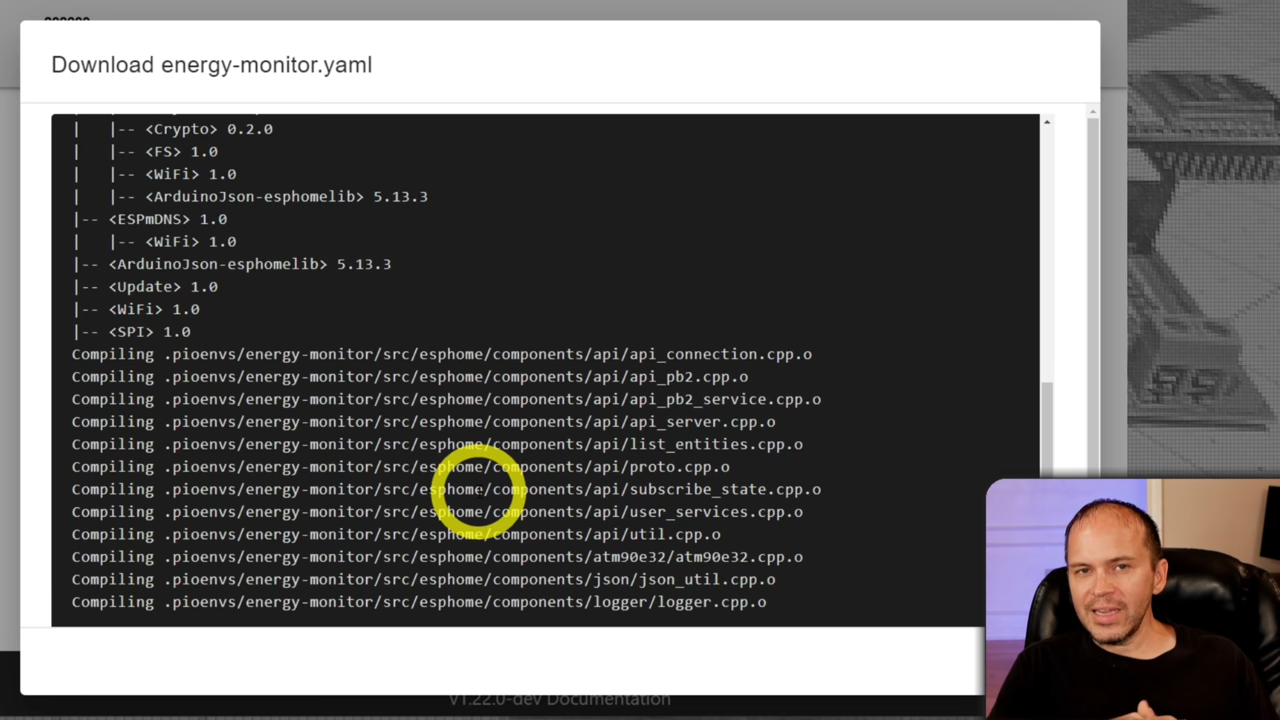 Download energy-monitor.yaml
|   |-- <Crypto> 0.2.0
|   |-- <FS> 1.0
|   |-- <WiFi> 1.0
|   |-- <ArduinoJson-esphomelib> 5.13.3
|-- <ESPmDNS> 1.0
|   |-- <WiFi> 1.0
|-- <ArduinoJson-esphomelib> 5.13.3
|-- <Update> 1.0
|-- <WiFi> 1.0
|-- <SPI> 1.0
Compiling .pioenvs/energy-monitor/src/esphome/components/api/api_connection.cpp.o
Compiling .pioenvs/energy-monitor/src/esphome/components/api/api_pb2.cpp.o
Compiling .pioenvs/energy-monitor/src/esphome/components/api/api_pb2_service.cpp.o
Compiling .pioenvs/energy-monitor/src/esphome/components/api/api_server.cpp.o
Compiling .pioenvs/energy-monitor/src/esphome/components/api/list_entities.cpp.o
Compiling .pioenvs/energy-monitor/src/esphome/components/api/proto.cpp.o
Compiling .pioenvs/energy-monitor/src/esphome/components/api/subscribe_state.cpp.o
Compiling .pioenvs/energy-monitor/src/esphome/components/api/user_services.cpp.o
Compiling .pioenvs/energy-monitor/src/esphome/components/api/util.cpp.o
Compiling .pioenvs/energy-monitor/src/esphome/components/atm90e32/atm90e32.cpp.o
Compiling .pioenvs/energy-monitor/src/esphome/components/json/json_util.cpp.o
Compiling .pioenvs/energy-monitor/src/esphome/components/logger/logger.cpp.o
v1.22.0-dev Documentation